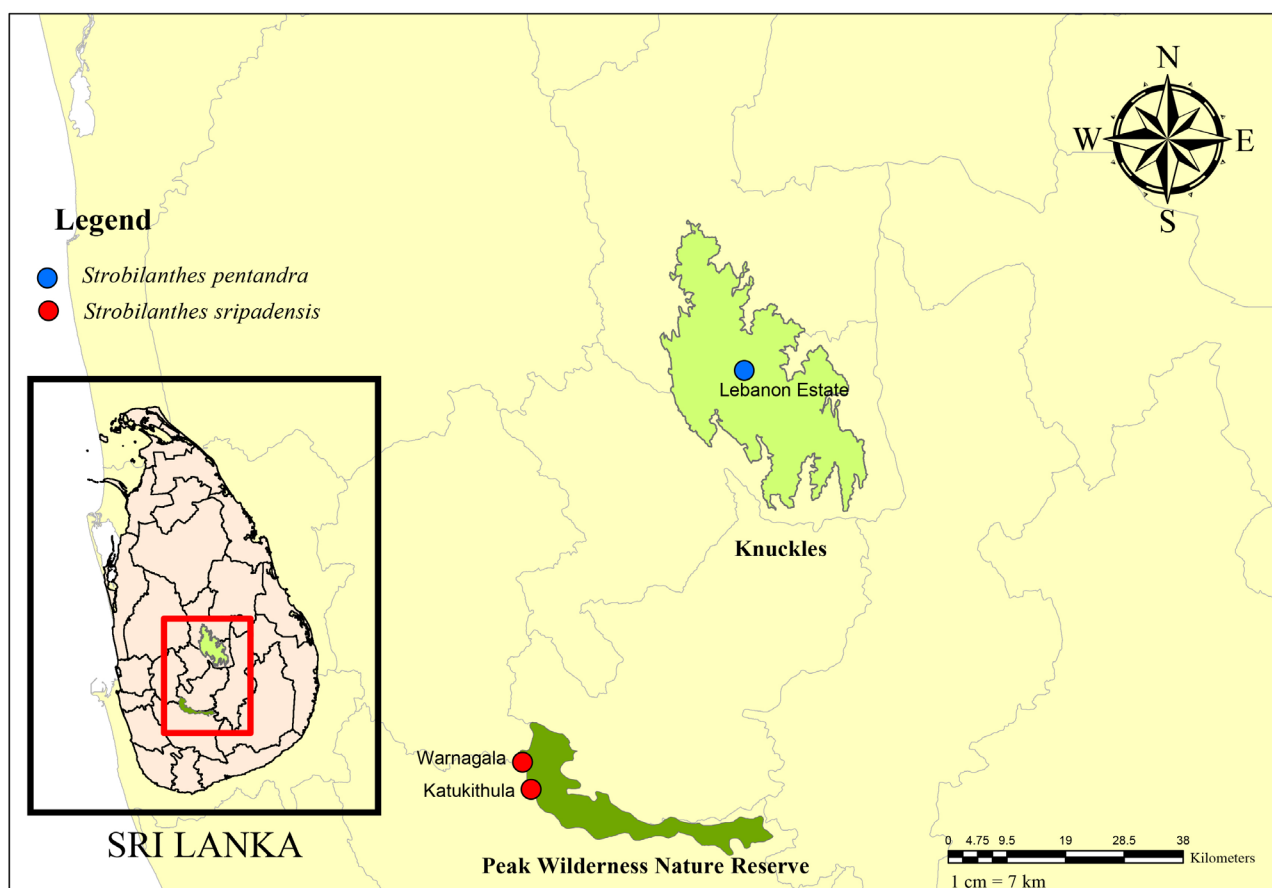 N
W E
S
Legend
Strobilanthes pentandra
Strobilanthes sripadensis
Lebanon Estate
Knuckles
Warnagala
Katukithula
Peak Wilderness Nature Reserve
SRI LANKA
0 4.75 9.5 19 28.5 38
Kilometers
1 cm = 7 km